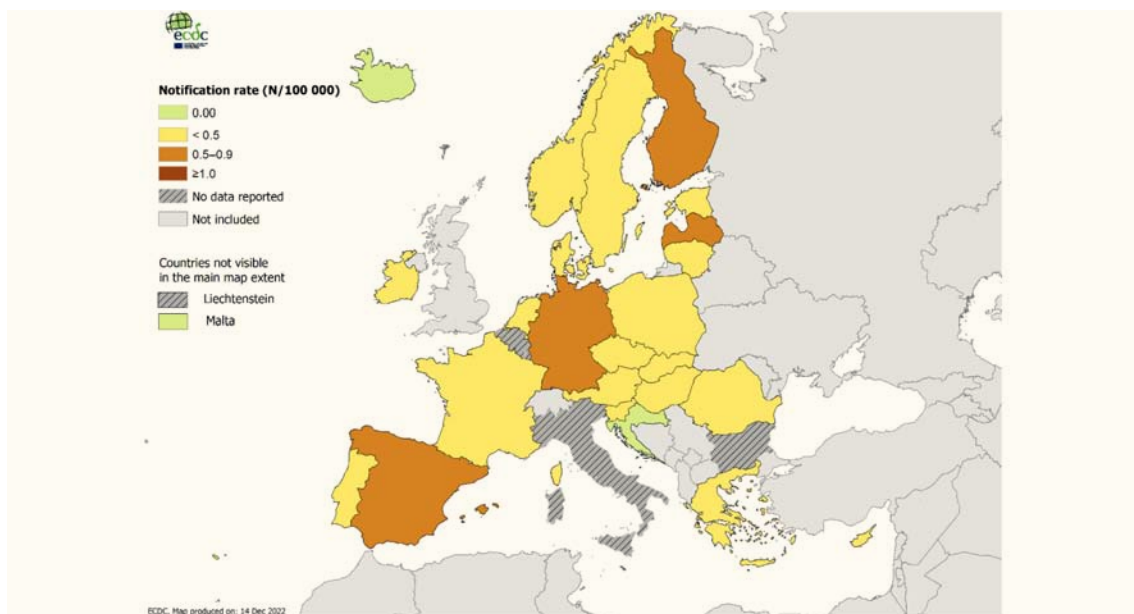 ecdc
Notification rate (N/100 000)
0.00
< 0.5
0.5–0.9
≥1.0
No data reported
Not included
Countries not visible
in the main map extent
Liechtenstein
Malta
ECDC. Map produced on: 14 Dec 2022